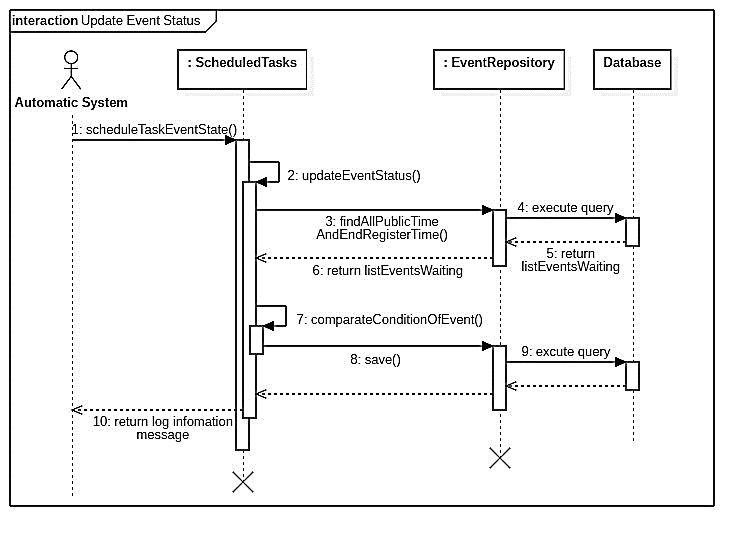 interaction Update Event Status
: ScheduledTasks
: EventRepository
Database
Automatic System
1: scheduleTaskEventState()
2: updateEventStatus()
3: findAllPublicTime
AndEndRegisterTime()
4: execute query
5: return
listEventsWaiting
6: return listEventsWaiting
7: comparateConditionOfEvent()
8: save()
9: excute query
10: return log infomation
message